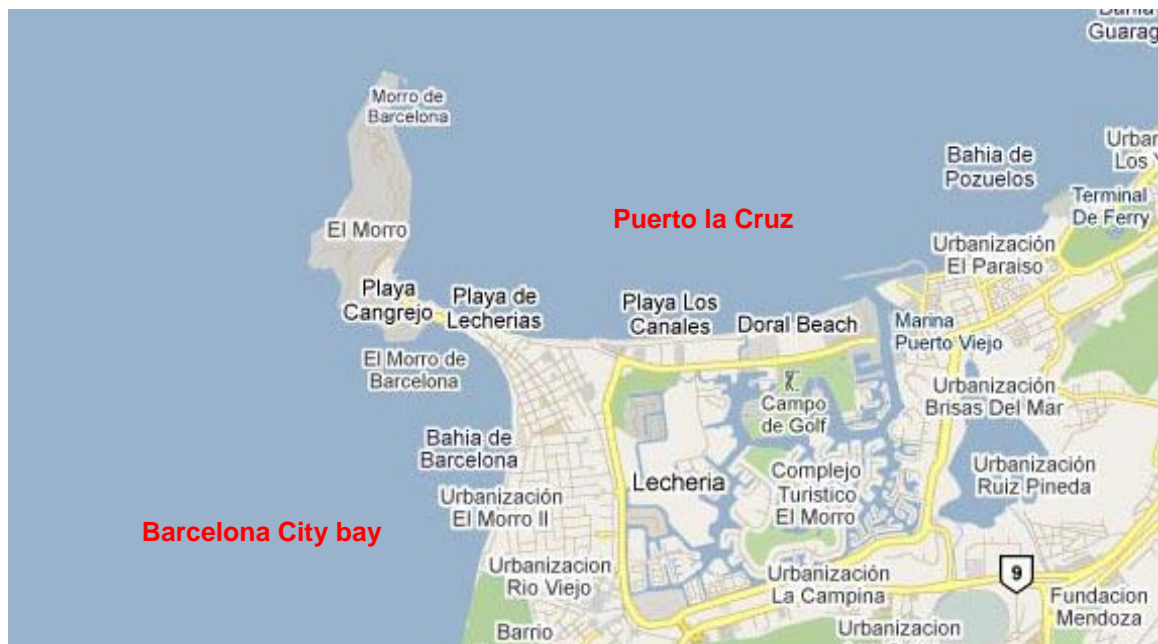 Bahia
Guarag
Morro de
Barcelona
Urban
Los Y
Bahia de
Pozuelos
Terminal
De Ferry
Puerto la Cruz
El Morro
Urbanización
El Paraiso
Playa
Cangrejo
Playa de
Lecherias
Playa Los
Canales
Doral Beach
Marina
Puerto Viejo
El Morro de
Barcelona
Urbanización
Brisas Del Mar
Campo
de Golf
Bahia de
Barcelona
Urbanización
Ruiz Pineda
Lecheria
Complejo
Turistico
El Morro
Urbanización
El Morro II
Barcelona City bay
Urbanizacion
Rio Viejo
Urbanización
La Campina
9
Fundacion
Mendoza
Barrio
Urbanizacion